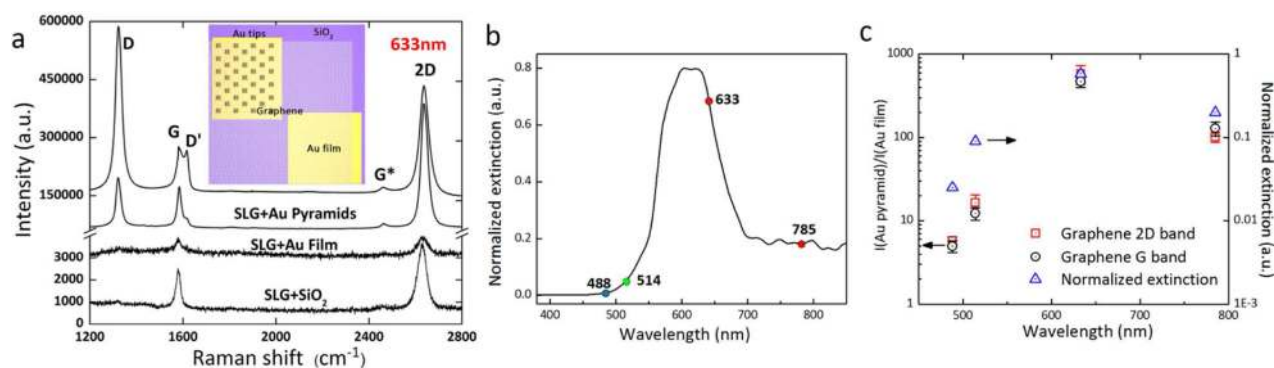 a
600000
450000
300000
150000
3000
2000
1000
0
Intensity (a.u.)
D
G
D'
G*
2D
633nm
Au tips
SiO2
Graphene
Au film
SLG+Au Pyramids
SLG+Au Film
SLG+SiO2
1200 1600 2000 2400 2800
Raman shift (cm-1)
b
0.8
0.6
0.4
0.2
0.0
Normalized extinction (a.u.)
633
785
488
514
400 500 600 700 800
Wavelength (nm)
c
1000
100
10
1
I(Au pyramid)/I(Au film)
Graphene 2D band
Graphene G band
Normalized extinction
1
0.1
0.01
1E-3
Normalized extinction (a.u.)
500 600 700 800
Wavelength (nm)